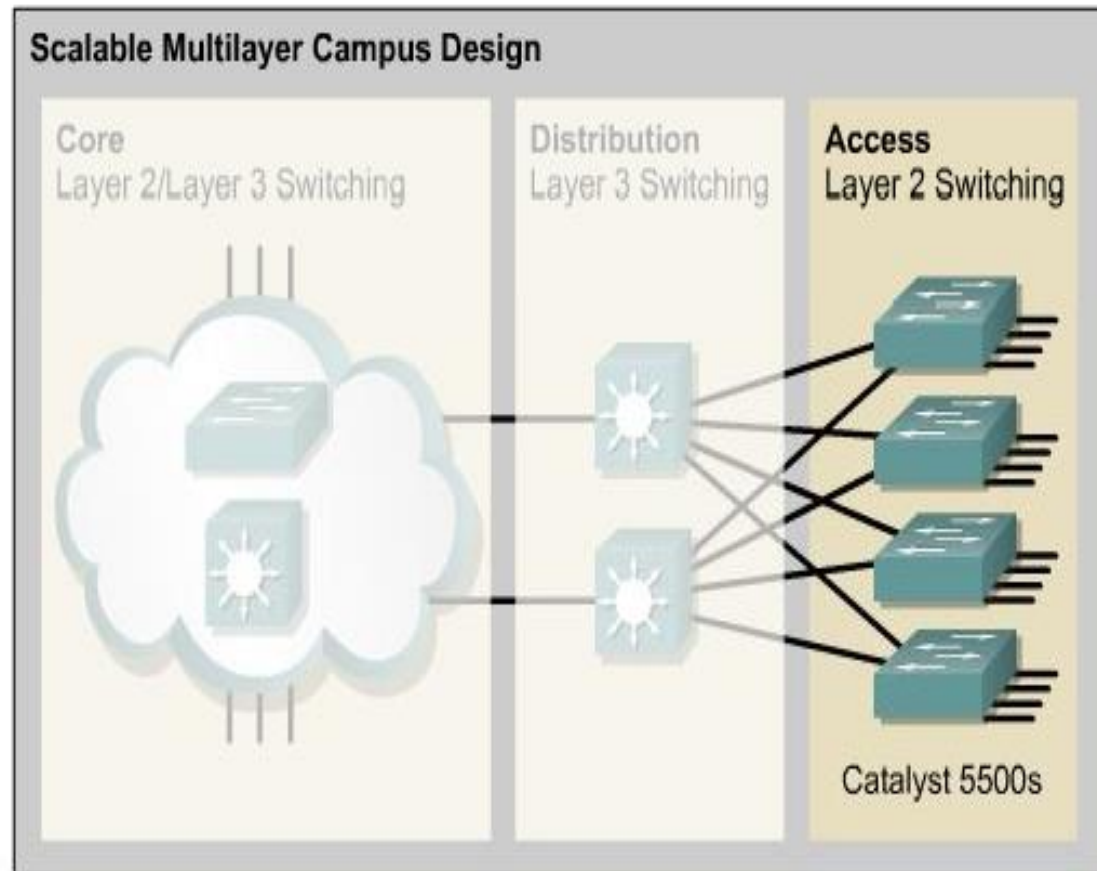 Scalable Multilayer Campus Design
Core
Layer 2/Layer 3 Switching
Distribution
Layer 3 Switching
Access
Layer 2 Switching
Catalyst 5500s